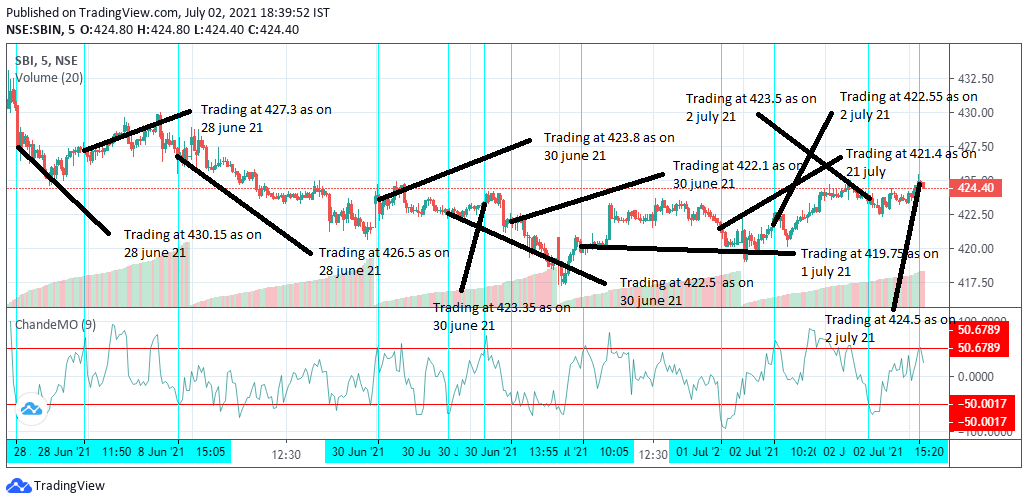 Published on TradingView.com, July 02, 2021 18:39:52 IST
NSE:SBIN, 5 O:424.80 H:424.80 L:424.40 C:424.40
SBI, 5, NSE
Volume (20)
Trading at 427.3 as on
28 june 21
Trading at 430.15 as on
28 june 21
Trading at 426.5 as on
28 june 21
Trading at 423.8 as on
30 june 21
Trading at 423.35 as on
30 june 21
Trading at 422.1 as on
30 june 21
Trading at 422.5 as on
30 june 21
Trading at 423.5 as on
2 july 21
Trading at 422.55 as on
2 july 21
Trading at 421.4 as on
21 july
Trading at 419.75 as on
1 july 21
Trading at 424.5 as on
2 july 21
432.50
430.00
427.50
424.40
422.50
420.00
417.50
ChandeMO (9)
50.6789
50.6789
0.0000
−50.0017
−50.0017
28 28 Jun '21 11:50 8 Jun '21 15:05 12:30 30 Jun '21 30 Ju 30 J 30 Jun '21 13:55 10:05 12:30 01 Jul '21 02 Jul '21 10:20 02 J 02 Jul '21 15:20
TradingView